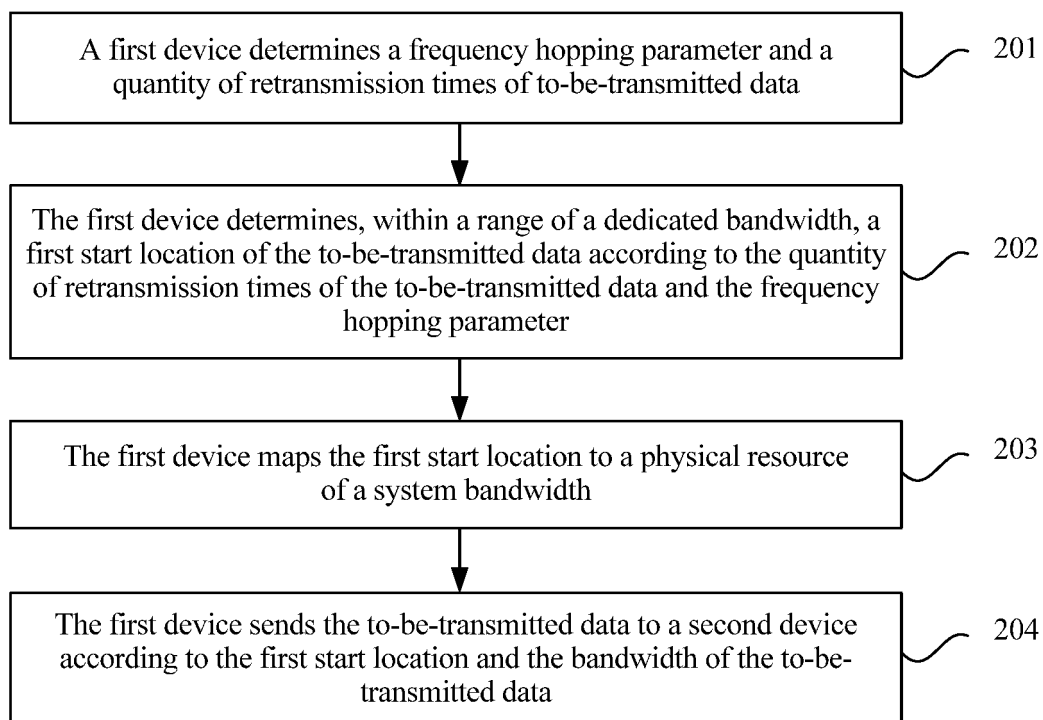 A first device determines a frequency hopping parameter and a
quantity of retransmission times of to-be-transmitted data
201
The first device determines, within a range of a dedicated bandwidth, a
first start location of the to-be-transmitted data according to the quantity
of retransmission times of the to-be-transmitted data and the frequency
hopping parameter
202
The first device maps the first start location to a physical resource
of a system bandwidth
203
The first device sends the to-be-transmitted data to a second device
according to the first start location and the bandwidth of the to-be-
transmitted data
204